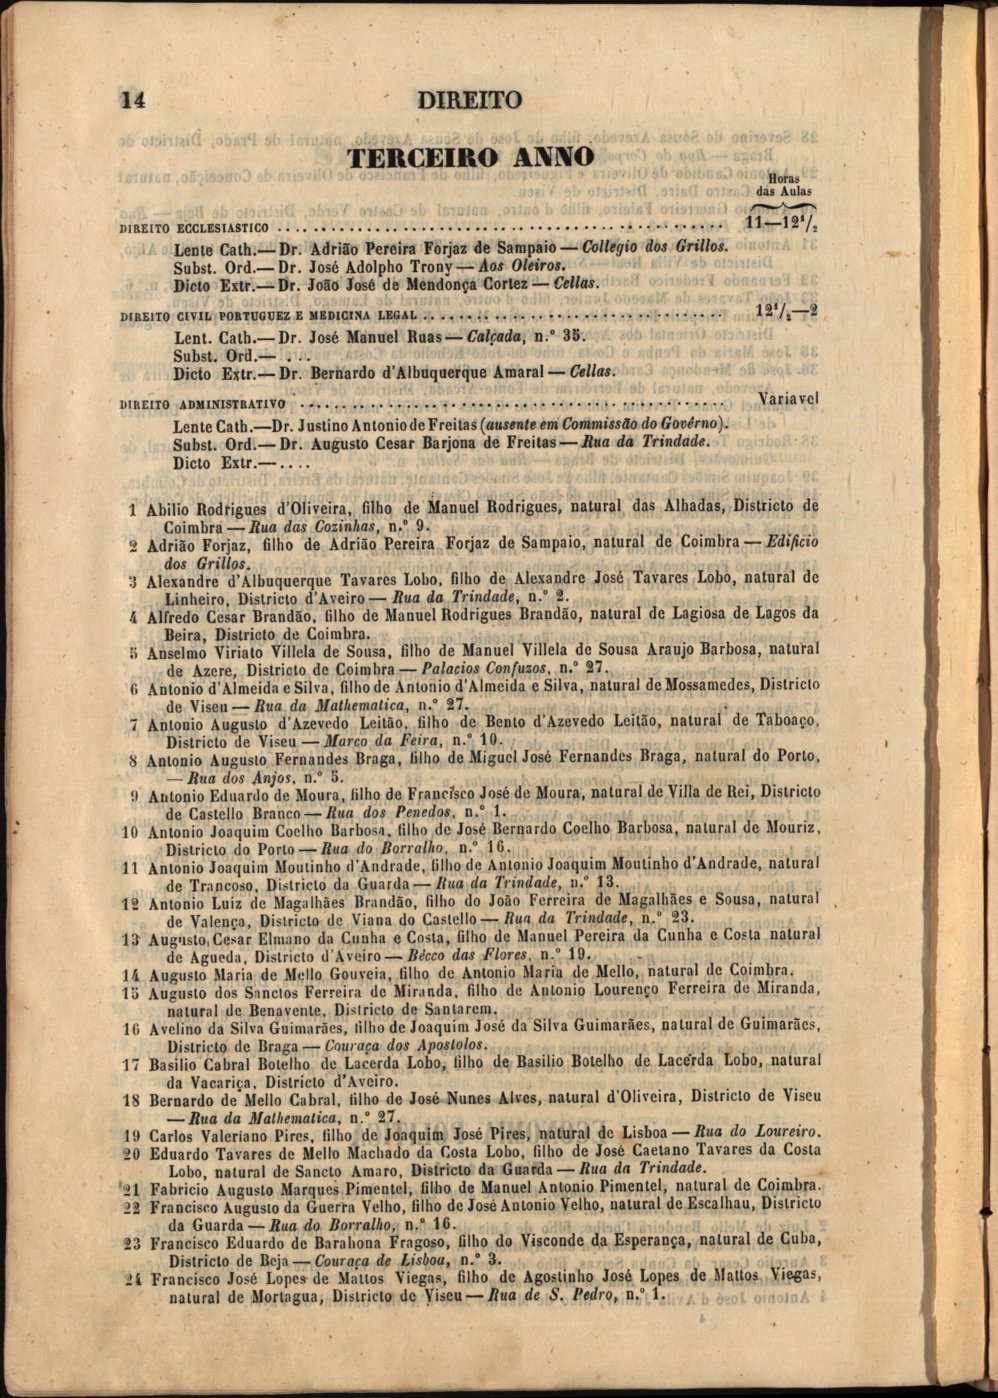 14
DIREITO
TERCEIRO ANNO
Horas
das Aulas
DIREITO ECCLESIASTICO . . . . . . . . . . . . . . . . . . . . . . . . . . . . . . . . . . . . . . . . . . 11—12 1/2
Lente Cath.—Dr. Adrião Pereira Forjaz de Sampaio — Collegio dos Grillos.
Subst. Ord.—Dr. José Adolpho Trony — Aos Oleiros.
Dicto Extr.—Dr. João José de Mendonça Cortez — Cellas.
DIREITO CIVIL PORTUGUEZ E MEDICINA LEGAL . . . . . . . . . . . . . . . . . . . . . . . . . . . . 12 1/2—2
Lent. Cath.—Dr. José Manuel Ruas — Calçada, n.º 35.
Subst. Ord.— . . .
Dicto Extr.—Dr. Bernardo d'Albuquerque Amaral — Cellas.
DIREITO ADMINISTRATIVO . . . . . . . . . . . . . . . . . . . . . . . . . . . . . . . . . . . . . . . . Variavel
Lente Cath.—Dr. Justino Antonio de Freitas (ausente em Commissão do Govêrno).
Subst. Ord.—Dr. Augusto Cesar Barjona de Freitas — Rua da Trindade.
Dicto Extr.—. . . .
1 Abilio Rodrigues d'Oliveira, filho de Manuel Rodrigues, natural das Alhadas, Districto de
Coimbra — Rua das Cozinhas, n.º 9.
2 Adrião Forjaz, filho de Adrião Pereira Forjaz de Sampaio, natural de Coimbra — Edificio
dos Grillos.
3 Alexandre d'Albuquerque Tavares Lobo, filho de Alexandre José Tavares Lobo, natural de
Linheiro, Districto d'Aveiro — Rua da Trindade, n.º 2.
4 Alfredo Cesar Brandão, filho de Manuel Rodrigues Brandão, natural de Lagiosa de Lagos da
Beira, Districto de Coimbra.
5 Anselmo Viriato Villela de Sousa, filho de Manuel Villela de Sousa Araujo Barbosa, natural
de Azere, Districto de Coimbra — Palacios Confuzos, n.º 27.
6 Antonio d'Almeida e Silva, filho de Antonio d'Almeida e Silva, natural de Mossamedes, Districto
de Viseu — Rua da Mathematica, n.º 27.
7 Antonio Augusto d'Azevedo Leitão, filho de Bento d'Azevedo Leitão, natural de Taboaço,
Districto de Viseu — Marco da Feira, n.º 10.
8 Antonio Augusto Fernandes Braga, filho de Miguel José Fernandes Braga, natural do Porto,
— Rua dos Anjos, n.º 5.
9 Antonio Eduardo de Moura, filho de Francisco José de Moura, natural de Villa de Rei, Districto
de Castello Branco — Rua dos Penedos, n.º 1.
10 Antonio Joaquim Coelho Barbosa, filho de José Bernardo Coelho Barbosa, natural de Mouriz,
Districto do Porto — Rua do Borralho, n.º 16.
11 Antonio Joaquim Moutinho d'Andrade, filho de Antonio Joaquim Moutinho d'Andrade, natural
de Trancoso, Districto da Guarda — Rua da Trindade, n.º 13.
12 Antonio Luiz de Magalhães Brandão, filho do João Ferreira de Magalhães e Sousa, natural
de Valença, Districto de Viana do Castello — Rua da Trindade, n.º 23.
13 Augusto Cesar Elmano da Cunha e Costa, filho de Manuel Pereira da Cunha e Costa natural
de Agueda, Districto d'Aveiro — Bêcco das Flores, n.º 19.
14 Augusto Maria de Mello Gouveia, filho de Antonio Maria de Mello, natural de Coimbra.
15 Augusto dos Sanctos Ferreira de Miranda, filho de Antonio Lourenço Ferreira de Miranda,
natural de Benavente, Districto de Santarem.
16 Avelino da Silva Guimarães, filho de Joaquim José da Silva Guimarães, natural de Guimarães,
Districto de Braga — Couraça dos Apostolos.
17 Basilio Cabral Botelho de Lacerda Lobo, filho de Basilio Botelho de Lacerda Lobo, natural
da Vacariça, Districto d'Aveiro.
18 Bernardo de Mello Cabral, filho de José Nunes Alves, natural d'Oliveira, Districto de Viseu
— Rua da Mathematica, n.º 27.
19 Carlos Valeriano Pires, filho de Joaquim José Pires, natural de Lisboa — Rua do Loureiro.
20 Eduardo Tavares de Mello Machado da Costa Lobo, filho de José Caetano Tavares da Costa
Lobo, natural de Sancto Amaro, Districto da Guarda — Rua da Trindade.
21 Fabricio Augusto Marques Pimentel, filho de Manuel Antonio Pimentel, natural de Coimbra.
22 Francisco Augusto da Guerra Velho, filho de José Antonio Velho, natural de Escalhau, Districto
da Guarda — Rua do Borralho, n.º 16.
23 Francisco Eduardo de Barahona Fragoso, filho do Visconde da Esperança, natural de Cuba,
Districto de Beja — Couraça de Lisboa, n.º 3.
24 Francisco José Lopes de Mattos Viegas, filho de Agostinho José Lopes de Mattos Viegas,
natural de Mortagua, Districto de Viseu — Rua de S. Pedro, n.º 1.